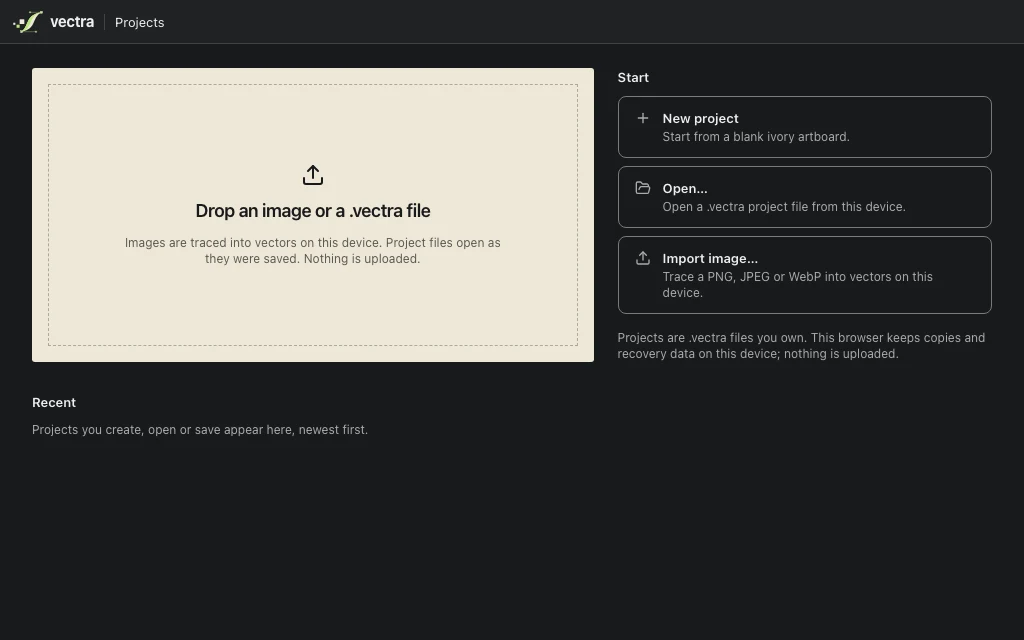 vectra
Projects
Drop an image or a .vectra file
Images are traced into vectors on this device. Project files open as
they were saved. Nothing is uploaded.
Start
New project
Start from a blank ivory artboard.
Open...
Open a .vectra project file from this device.
Import image...
Trace a PNG, JPEG or WebP into vectors on this
device.
Projects are .vectra files you own. This browser keeps copies and
recovery data on this device; nothing is uploaded.
Recent
Projects you create, open or save appear here, newest first.